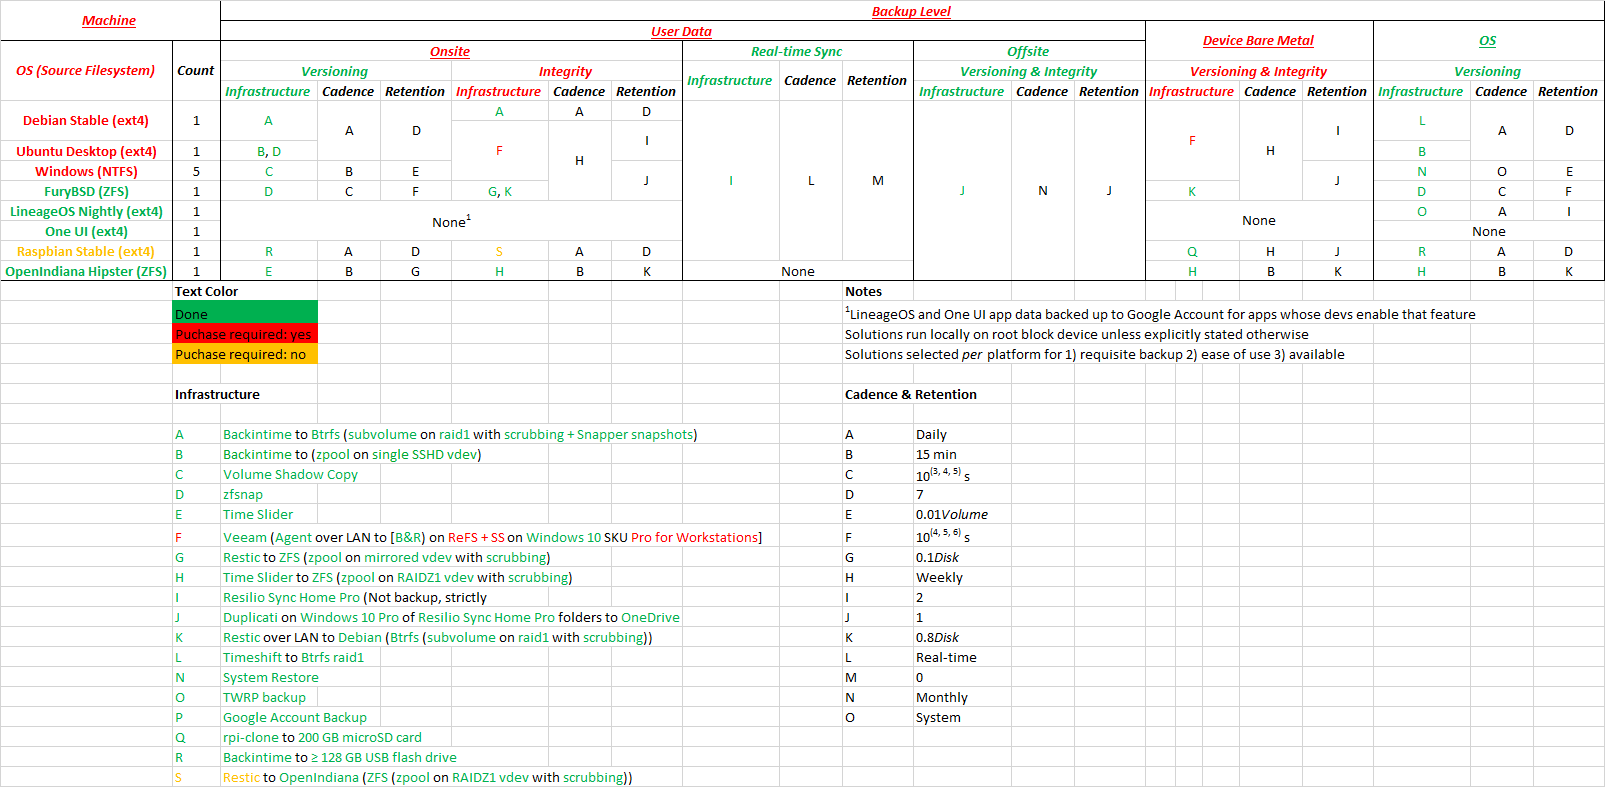 Machine Backup Level
User Data Device Bare Metal OS
OS (Source Filesystem) Count Onsite Real-time Sync Offsite
Versioning Integrity Infrastructure Cadence Retention Versioning & Integrity Versioning & Integrity Versioning
Infrastructure Cadence Retention Infrastructure Cadence Retention Infrastructure Cadence Retention Infrastructure Cadence Retention Infrastructure Cadence Retention
Debian Stable (ext4) 1 A A D A A D I L M J N J F H I L A D
Ubuntu Desktop (ext4) 1 B, D F H I B
Windows (NTFS) 5 C B E J J N O E
FuryBSD (ZFS) 1 D C F G, K K D C F
LineageOS Nightly (ext4) 1 None¹ None O A I
One UI (ext4) 1 None
Raspbian Stable (ext4) 1 R A D S A D Q H J R A D
OpenIndiana Hipster (ZFS) 1 E B G H B K None H B K H B K
Text Color Notes
Done ¹LineageOS and One UI app data backed up to Google Account for apps whose devs enable that feature
Puchase required: yes Solutions run locally on root block device unless explicitly stated otherwise
Puchase required: no Solutions selected per platform for 1) requisite backup 2) ease of use 3) available
Infrastructure Cadence & Retention
A Backintime to Btrfs (subvolume on raid1 with scrubbing + Snapper snapshots) A Daily
B Backintime to (zpool on single SSHD vdev) B 15 min
C Volume Shadow Copy C 10^(3, 4, 5) s
D zfsnap D 7
E Time Slider E 0.01Volume
F Veeam (Agent over LAN to [B&R) on ReFS + SS on Windows 10 SKU Pro for Workstations] F 10^(4, 5, 6) s
G Restic to ZFS (zpool on mirrored vdev with scrubbing) G 0.1Disk
H Time Slider to ZFS (zpool on RAIDZ1 vdev with scrubbing) H Weekly
I Resilio Sync Home Pro (Not backup, strictly I 2
J Duplicati on Windows 10 Pro of Resilio Sync Home Pro folders to OneDrive J 1
K Restic over LAN to Debian (Btrfs (subvolume on raid1 with scrubbing)) K 0.8Disk
L Timeshift to Btrfs raid1 L Real-time
N System Restore M 0
O TWRP backup N Monthly
P Google Account Backup O System
Q rpi-clone to 200 GB microSD card
R Backintime to ≥ 128 GB USB flash drive
S Restic to OpenIndiana (ZFS (zpool on RAIDZ1 vdev with scrubbing))